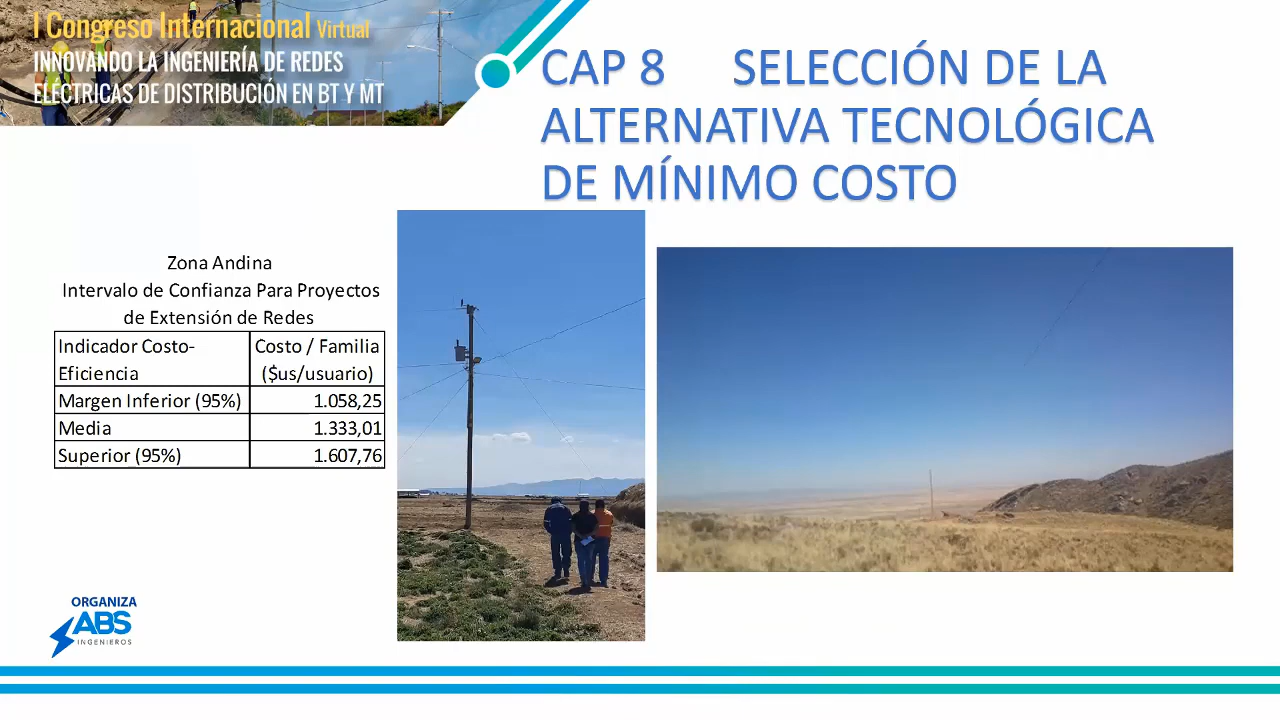 I Congreso Internacional Virtual
INNOVANDO LA INGENIERÍA DE REDES
ELÉCTRICAS DE DISTRIBUCIÓN EN BT Y MT
CAP 8 SELECCIÓN DE LA
ALTERNATIVA TECNOLÓGICA
DE MÍNIMO COSTO
Zona Andina
Intervalo de Confianza Para Proyectos
de Extensión de Redes
Indicador Costo-
Eficiencia
Costo / Familia
($us/usuario)
Margen Inferior (95%) 1.058,25
Media 1.333,01
Superior (95%) 1.607,76
ORGANIZA
ABS
INGENIEROS